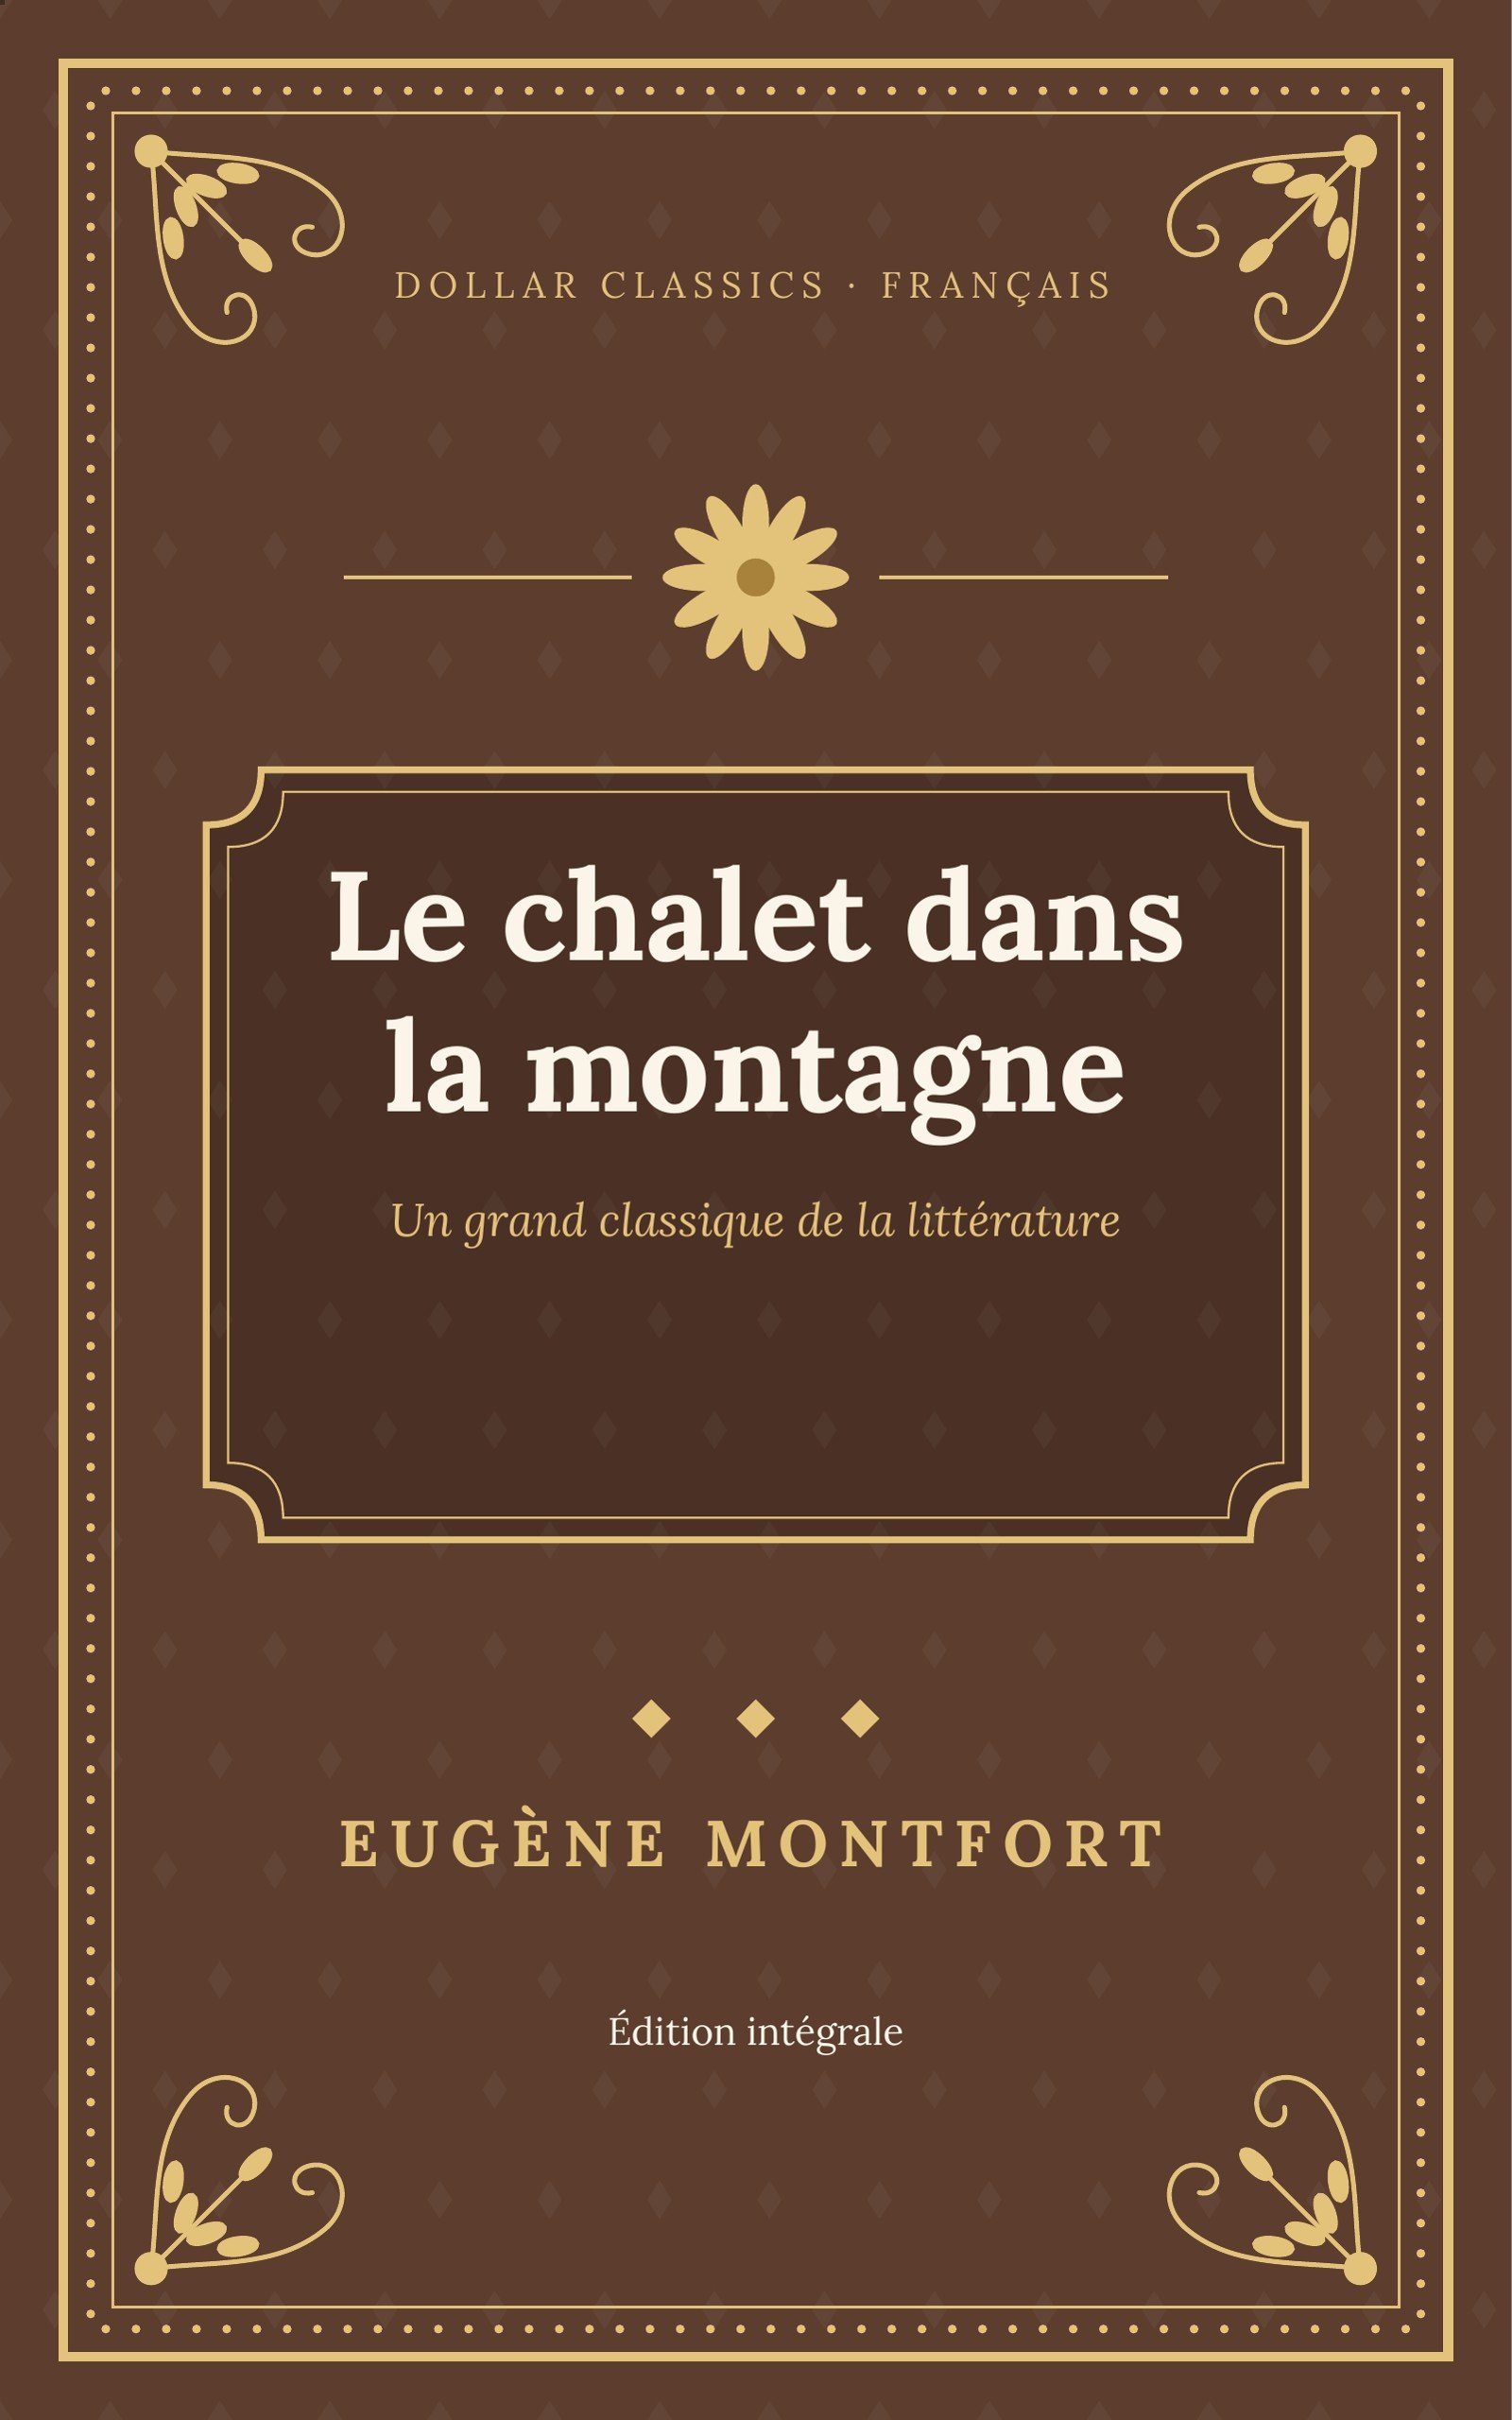 DOLLAR CLASSICS · FRANÇAIS
Le chalet dans
la montagne
Un grand classique de la littérature
EUGÈNE MONTFORT
Édition intégrale